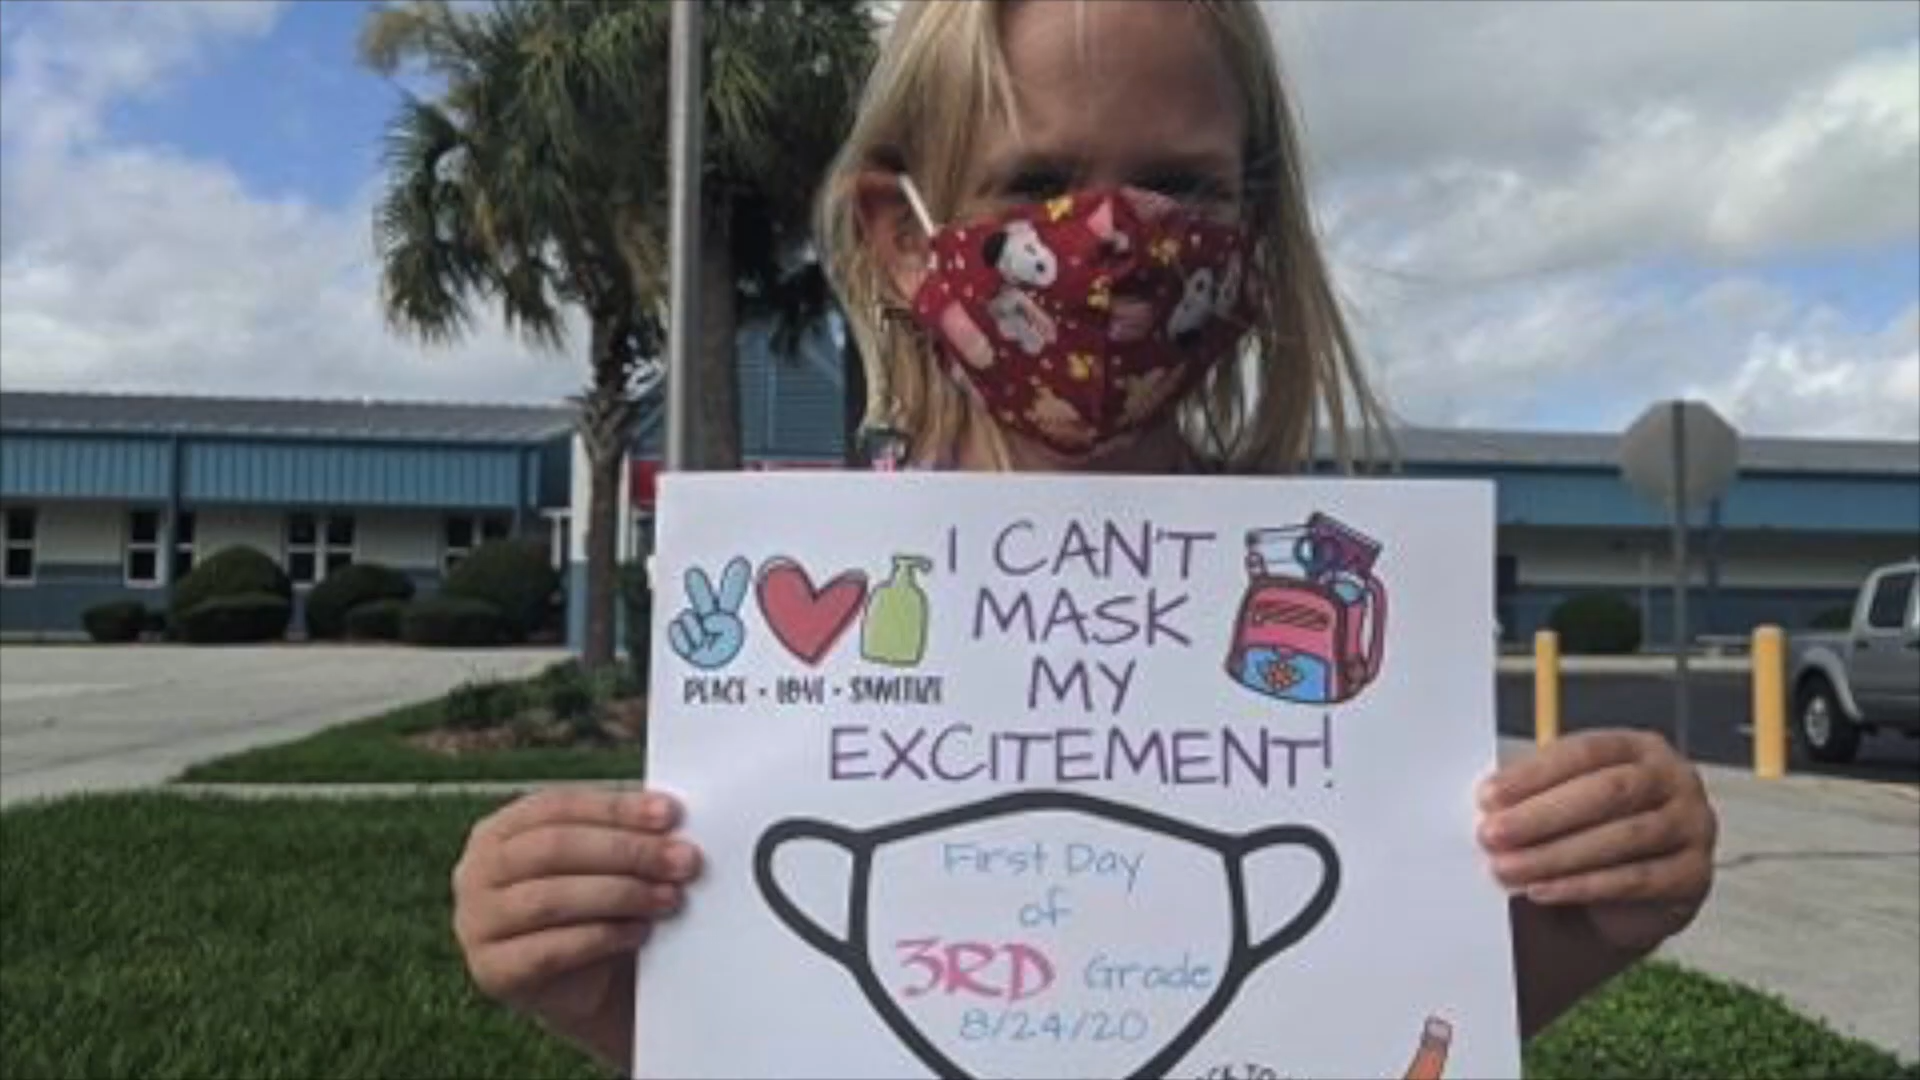 I CAN'T
MASK
MY
EXCITEMENT!
PEACE • LOVE • SANITIZE
First Day
of
3RD Grade
8/24/20